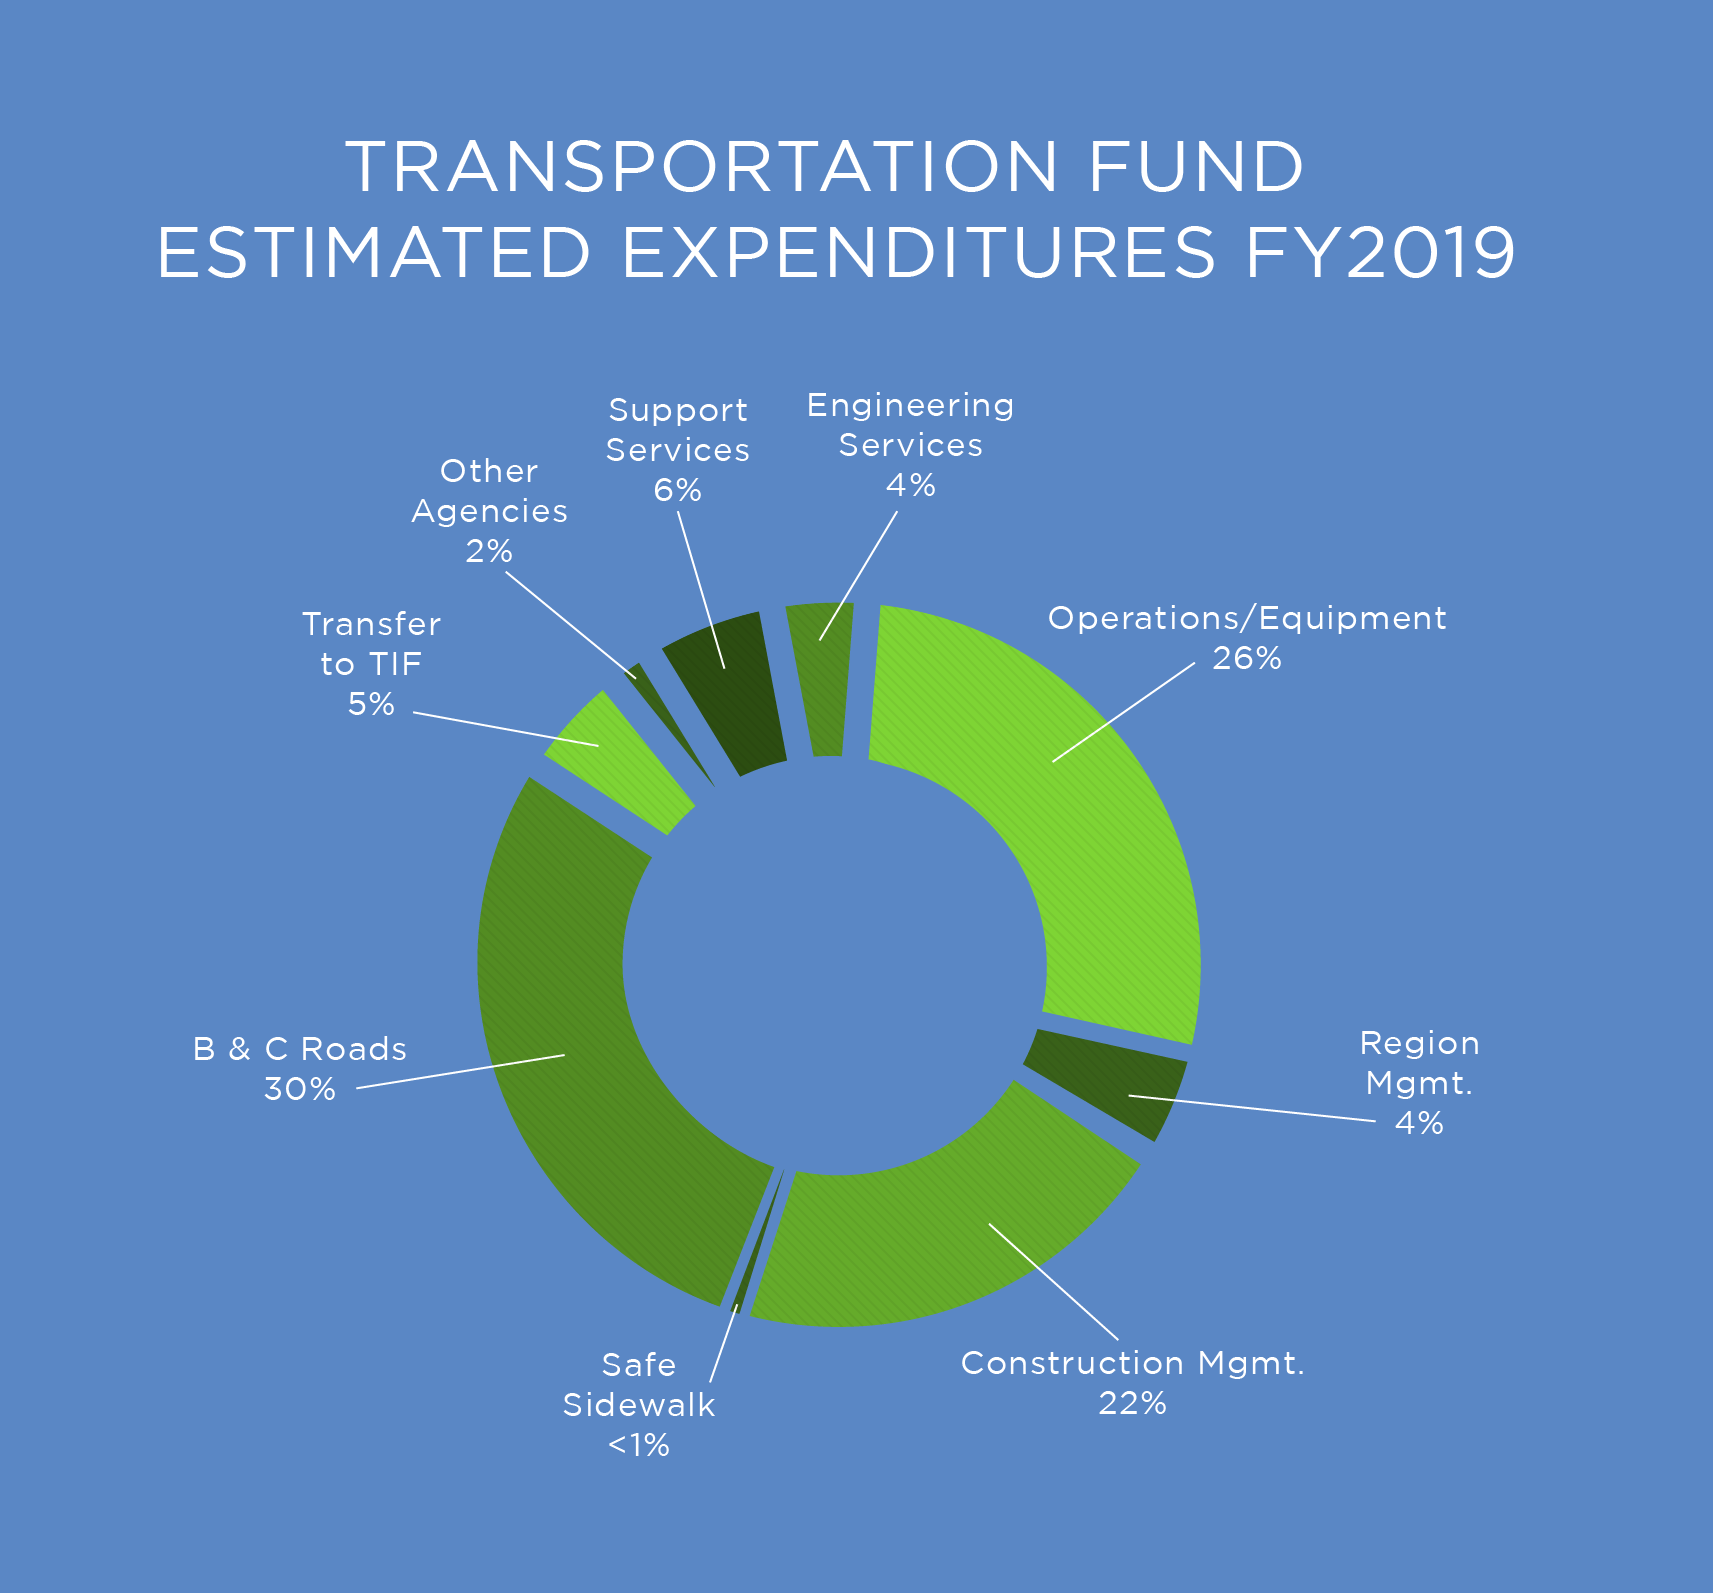 TRANSPORTATION FUND
ESTIMATED EXPENDITURES FY2019
Support
Services
6%
Engineering
Services
4%
Other
Agencies
2%
Transfer
to TIF
5%
Operations/Equipment
26%
B & C Roads
30%
Region
Mgmt.
4%
Safe
Sidewalk
<1%
Construction Mgmt.
22%